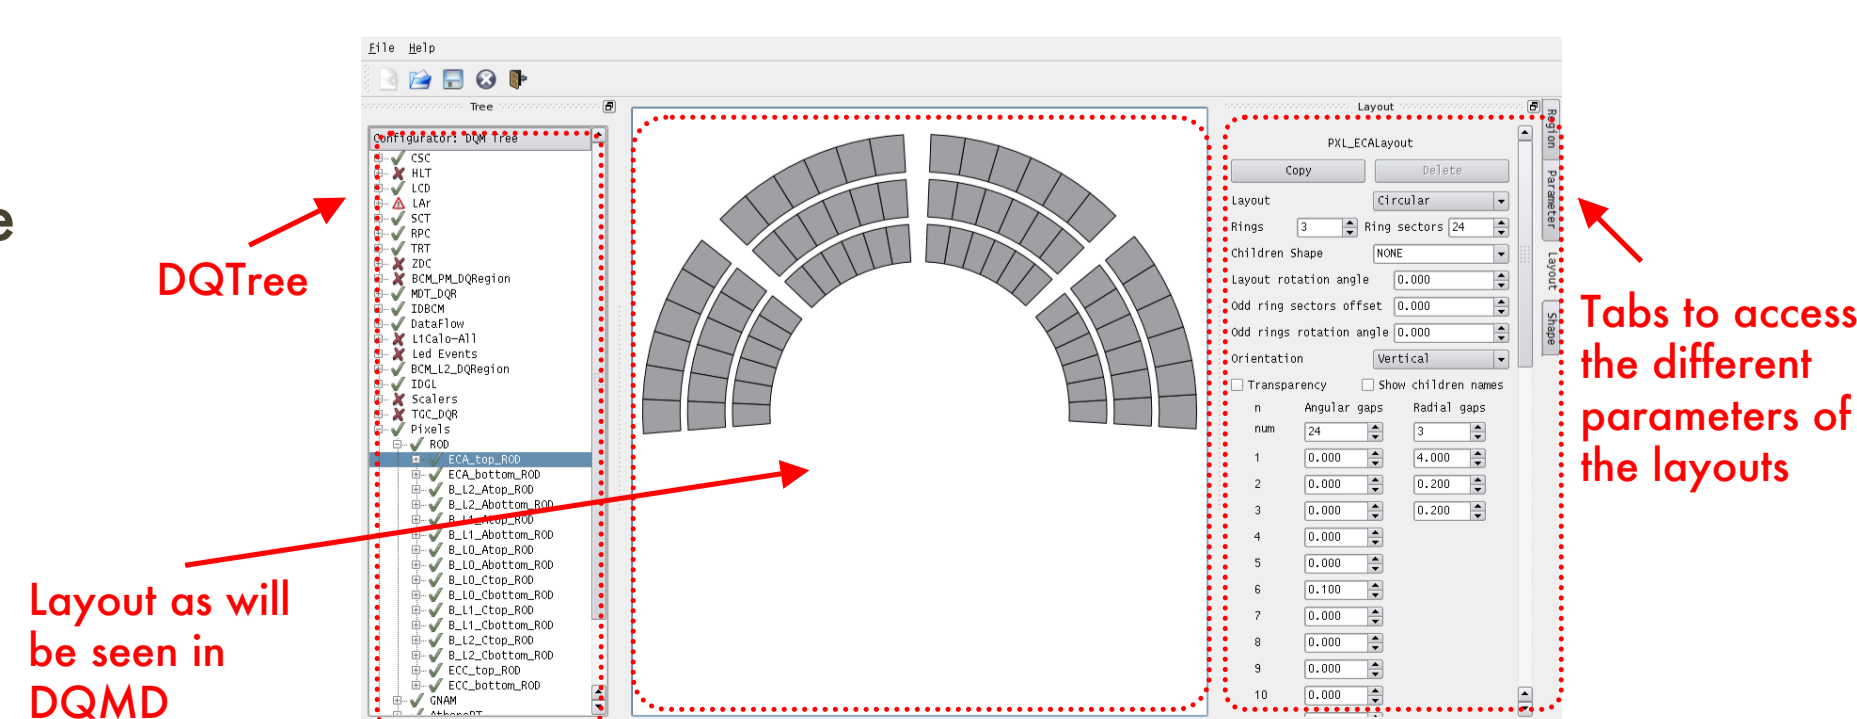 File Help
Tree
Configurator: DQM Tree
CSC
HLT
LCD
LAr
SCT
RPC
TRT
ZDC
BCM_PM_DQRegion
MDT_DQR
IDBCM
DataFlow
L1Calo-All
Led Events
BCM_L2_DQRegion
IDGL
Scalers
TGC_DQR
Pixels
ROD
ECA_top_ROD
ECA_bottom_ROD
B_L2_Atop_ROD
B_L2_Abottom_ROD
B_L1_Atop_ROD
B_L1_Abottom_ROD
B_L0_Atop_ROD
B_L0_Abottom_ROD
B_L0_Ctop_ROD
B_L0_Cbottom_ROD
B_L1_Ctop_ROD
B_L1_Cbottom_ROD
B_L2_Ctop_ROD
B_L2_Cbottom_ROD
ECC_top_ROD
ECC_bottom_ROD
GNAM
e
DQTree
Layout as will
be seen in
DQMD
Layout
PXL_ECALayout
Copy Delete
Layout Circular
Rings 3 Ring sectors 24
Children Shape NONE
Layout rotation angle 0.000
Odd ring sectors offset 0.000
Odd rings rotation angle 0.000
Orientation Vertical
Transparency Show children names
n Angular gaps Radial gaps
num 24 3
1 0.000 4.000
2 0.000 0.200
3 0.000 0.200
4 0.000
5 0.000
6 0.100
7 0.000
8 0.000
9 0.000
10 0.000
Region
Parameter
Layout
Shape
Tabs to access
the different
parameters of
the layouts